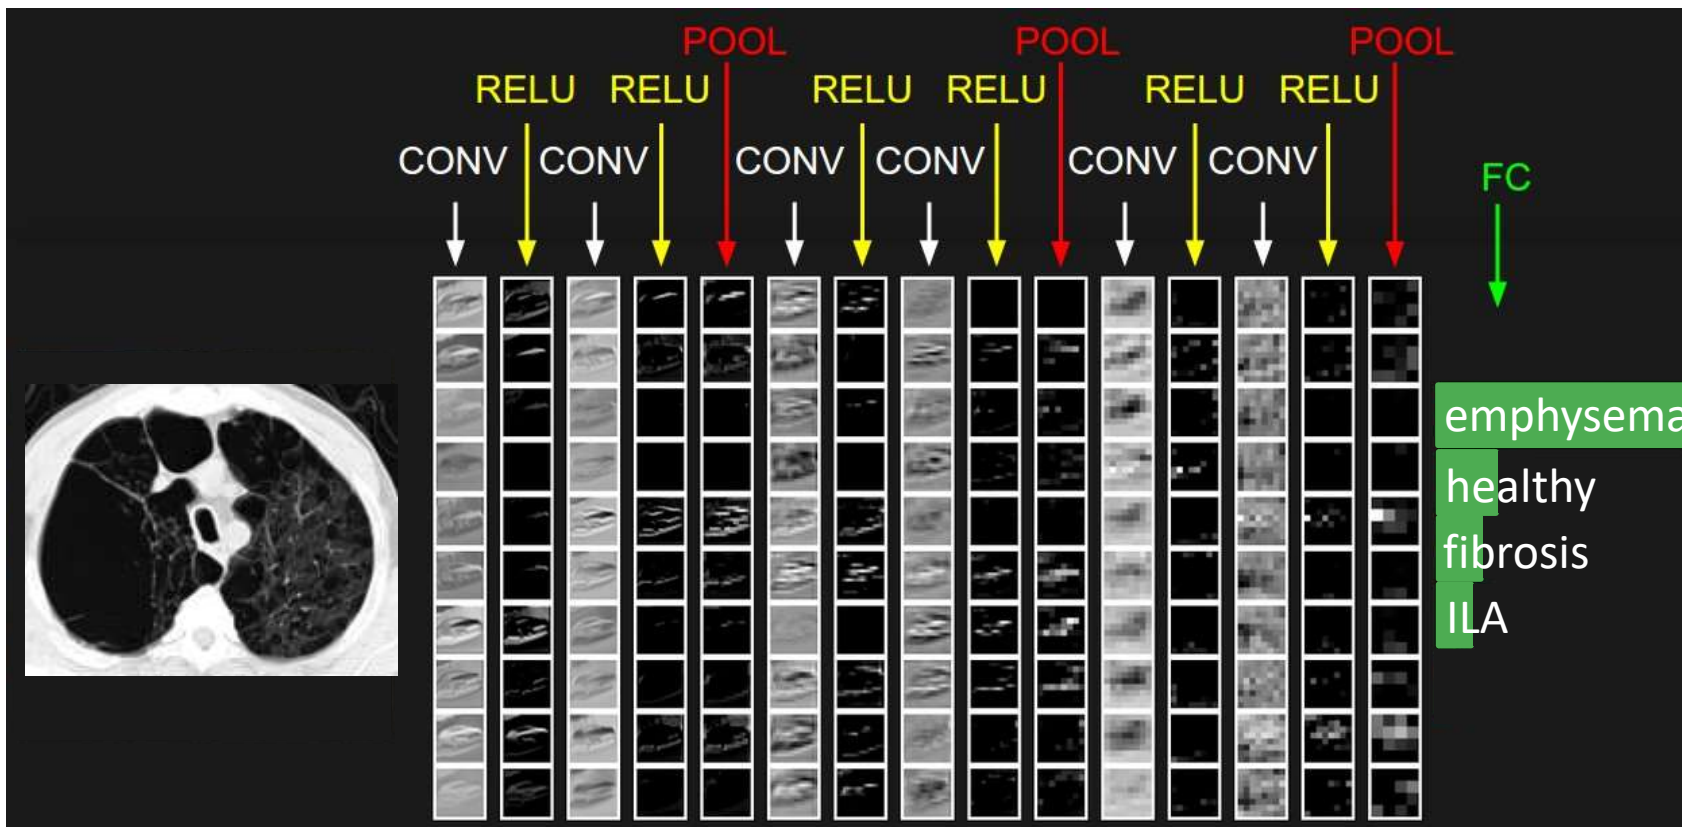 POOL POOL POOL
RELU RELU RELU RELU RELU RELU
CONV CONV CONV CONV CONV CONV
FC
emphysema
healthy
fibrosis
ILA